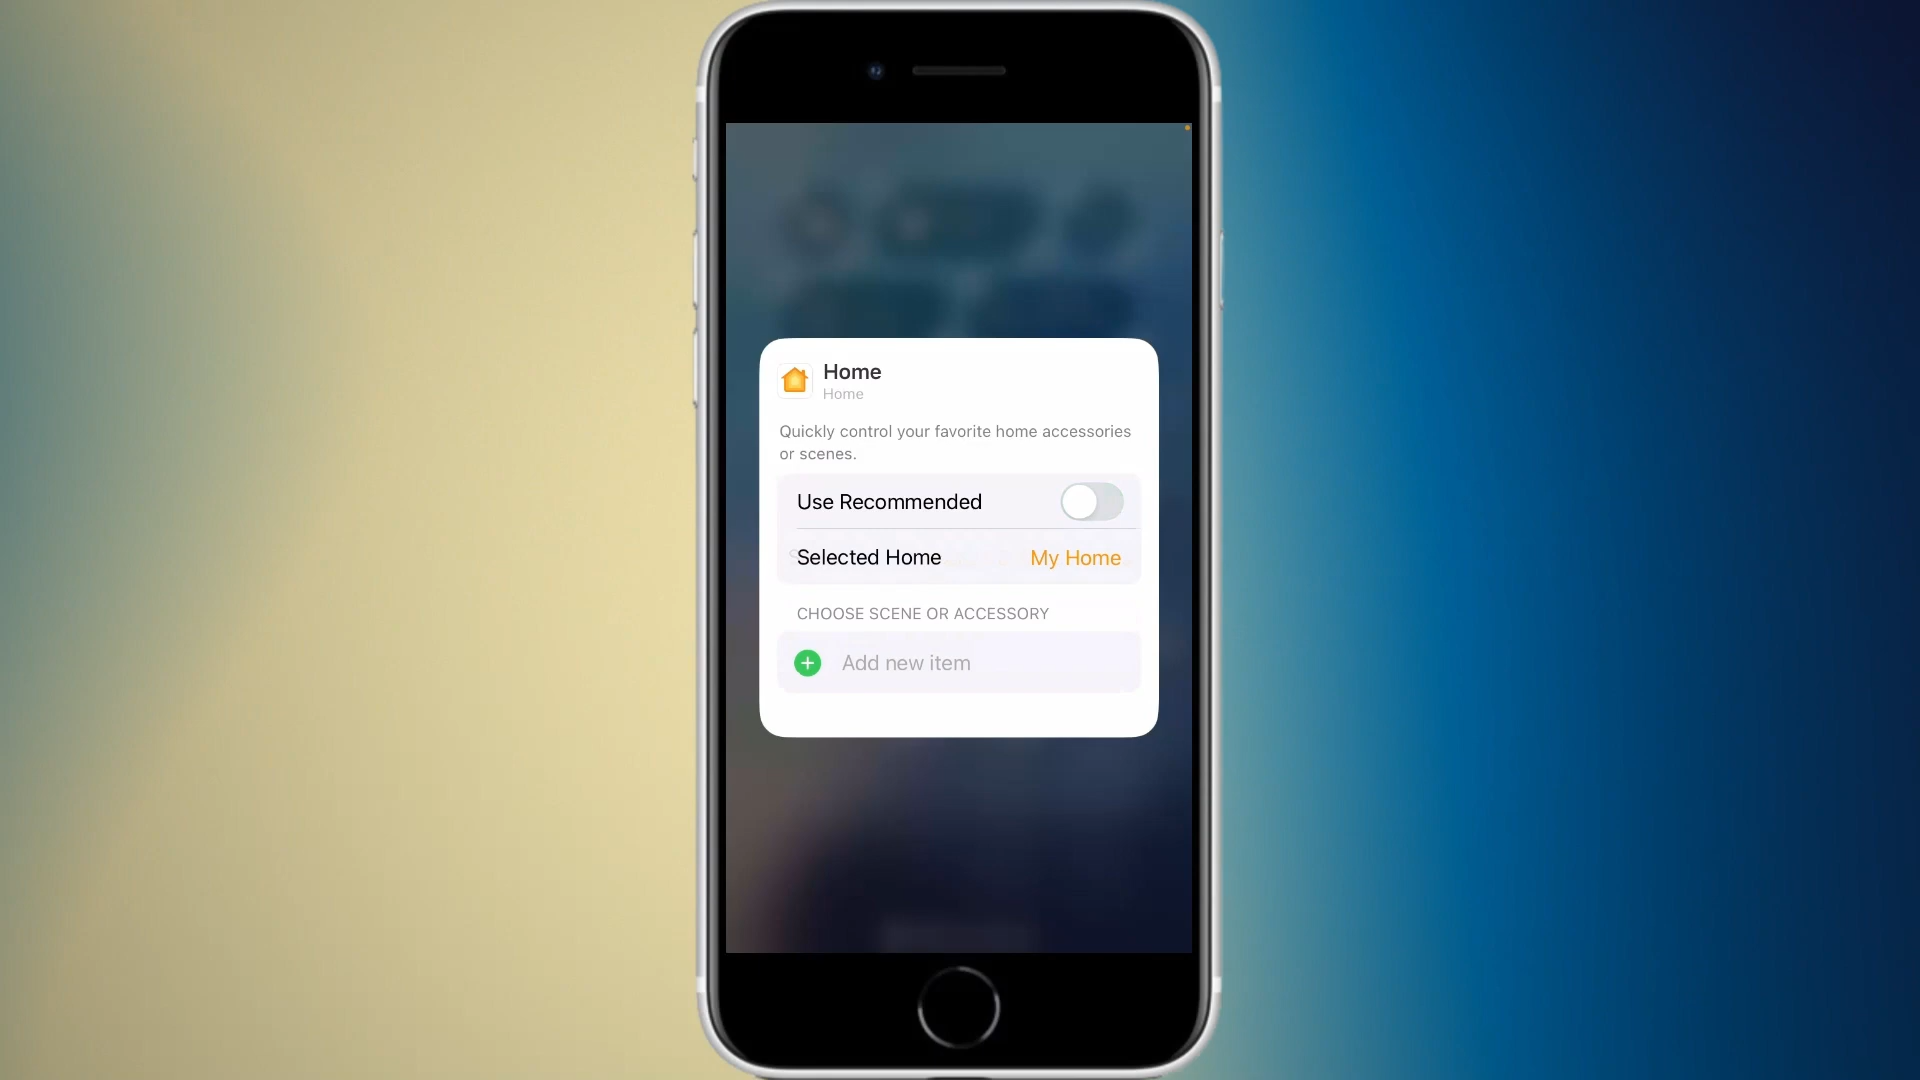 Home
Home
Quickly control your favorite home accessories
or scenes.
Use Recommended
Selected Home My Home
CHOOSE SCENE OR ACCESSORY
Add new item